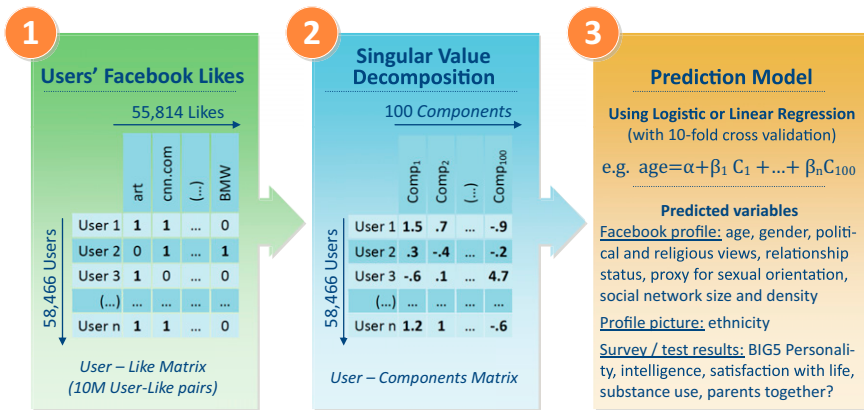 1
Users' Facebook Likes
55,814 Likes
art cnn.com (...) BMW
58,466 Users
User 1 1 1 ... 0
User 2 0 1 ... 1
User 3 1 0 ... 0
(...) ... ... ... ...
User n 1 1 ... 0
User – Like Matrix
(10M User-Like pairs)
2
Singular Value
Decomposition
100 Components
Comp1 Comp2 (...) Comp100
58,466 Users
User 1 1.5 .7 ... -.9
User 2 .3 -.4 ... -.2
User 3 -.6 .1 ... 4.7
(...) ... ... ... ...
User n 1.2 1 ... -.6
User – Components Matrix
3
Prediction Model
Using Logistic or Linear Regression
(with 10-fold cross validation)
e.g. age=α+β1 C1 +...+ βnC100
Predicted variables
Facebook profile: age, gender, politi-
cal and religious views, relationship
status, proxy for sexual orientation,
social network size and density
Profile picture: ethnicity
Survey / test results: BIG5 Personali-
ty, intelligence, satisfaction with life,
substance use, parents together?